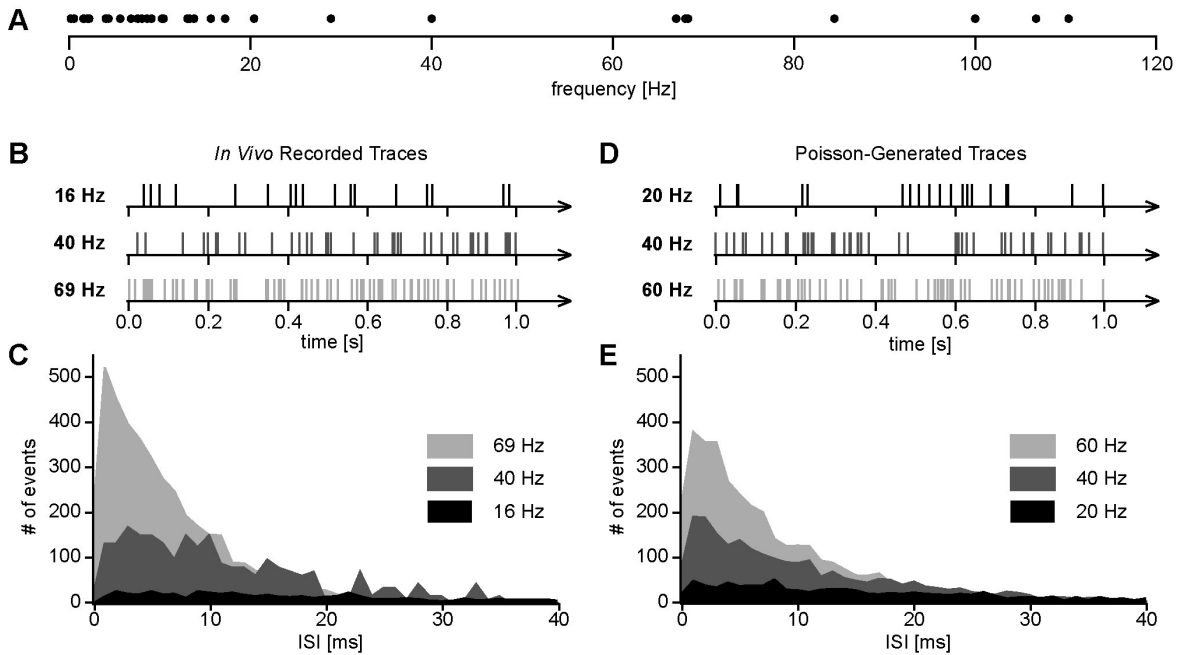 A
0 20 40 60 80 100 120
frequency [Hz]
B
In Vivo Recorded Traces
16 Hz
40 Hz
69 Hz
0.0 0.2 0.4 0.6 0.8 1.0
time [s]
D
Poisson-Generated Traces
20 Hz
40 Hz
60 Hz
0.0 0.2 0.4 0.6 0.8 1.0
time [s]
C
# of events
500
400
300
200
100
0
69 Hz
40 Hz
16 Hz
0 10 20 30 40
ISI [ms]
E
# of events
500
400
300
200
100
0
60 Hz
40 Hz
20 Hz
0 10 20 30 40
ISI [ms]